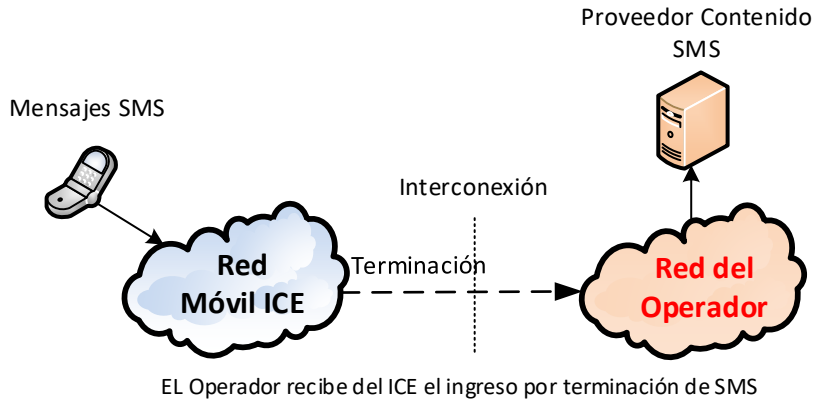 Proveedor Contenido
SMS
Mensajes SMS
Interconexión
Red
Móvil ICE
Terminación
Red del
Operador
EL Operador recibe del ICE el ingreso por terminación de SMS